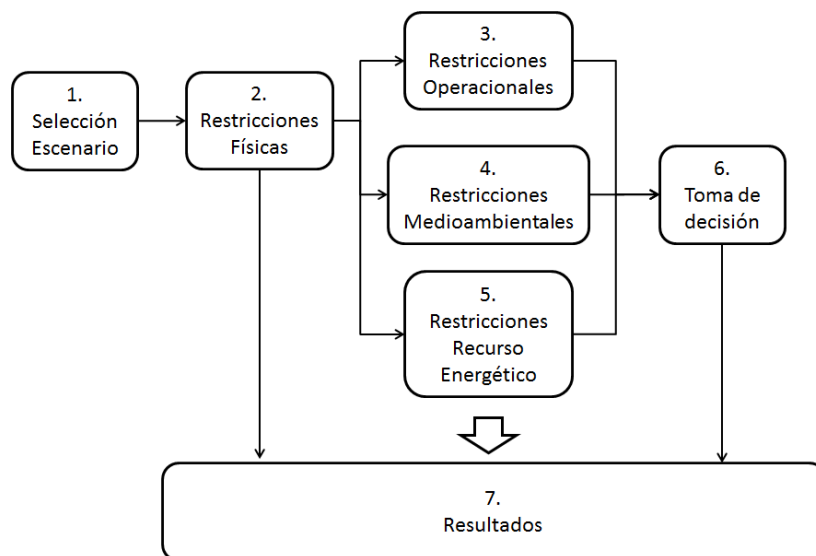 1.
Selección
Escenario
2.
Restricciones
Físicas
3.
Restricciones
Operacionales
4.
Restricciones
Medioambientales
5.
Restricciones
Recurso
Energético
6.
Toma de
decisión
7.
Resultados